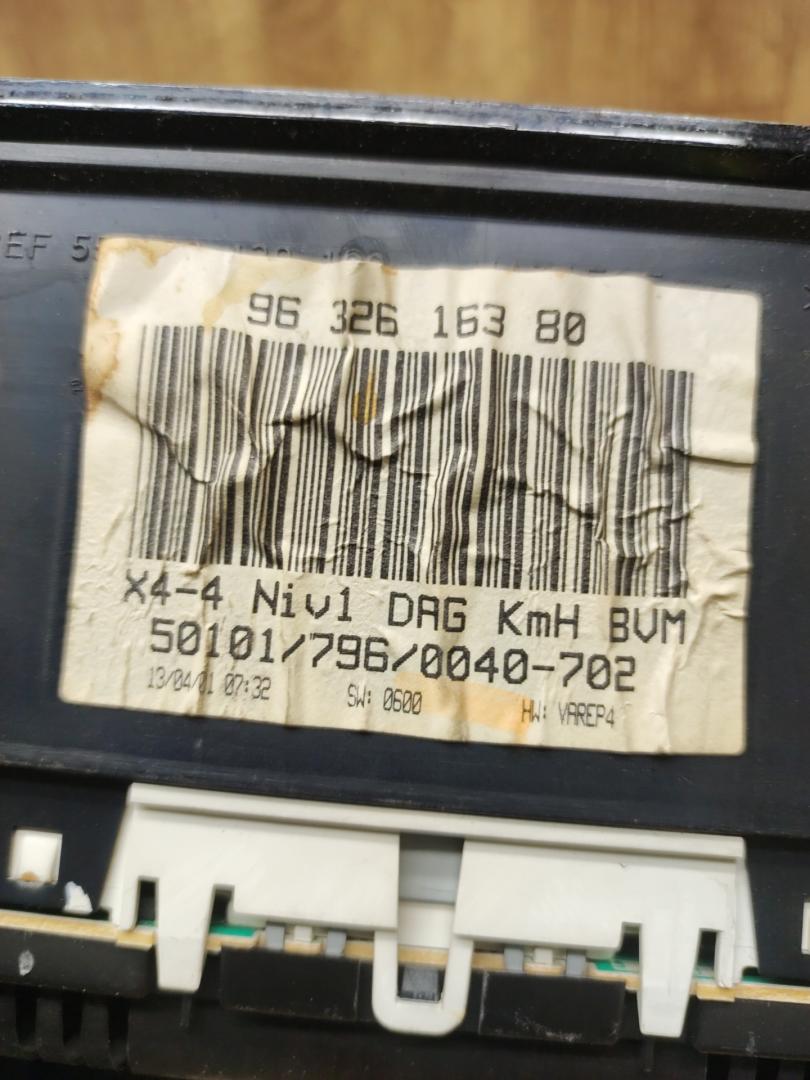 EF
96 326 163 80
X4-4 Niv1 DAG KmH BVM
50101/796/0040-702
13/04/01 07:32 SW: 0600 HW: VAREP4